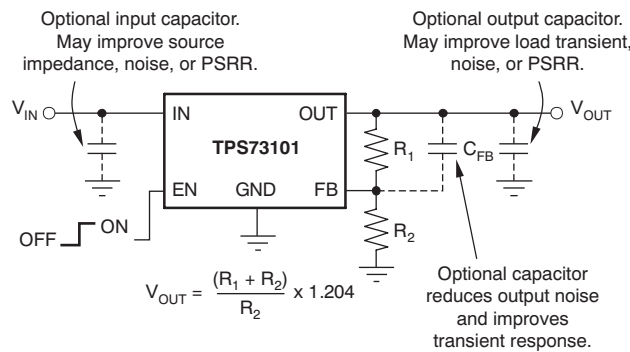 Optional input capacitor.
May improve source
impedance, noise, or PSRR.
Optional output capacitor.
May improve load transient,
noise, or PSRR.
VIN
IN
OUT
VOUT
TPS73101
R1
CFB
EN
GND
FB
OFF
ON
R2
VOUT = (R1 + R2) / R2 x 1.204
Optional capacitor
reduces output noise
and improves
transient response.